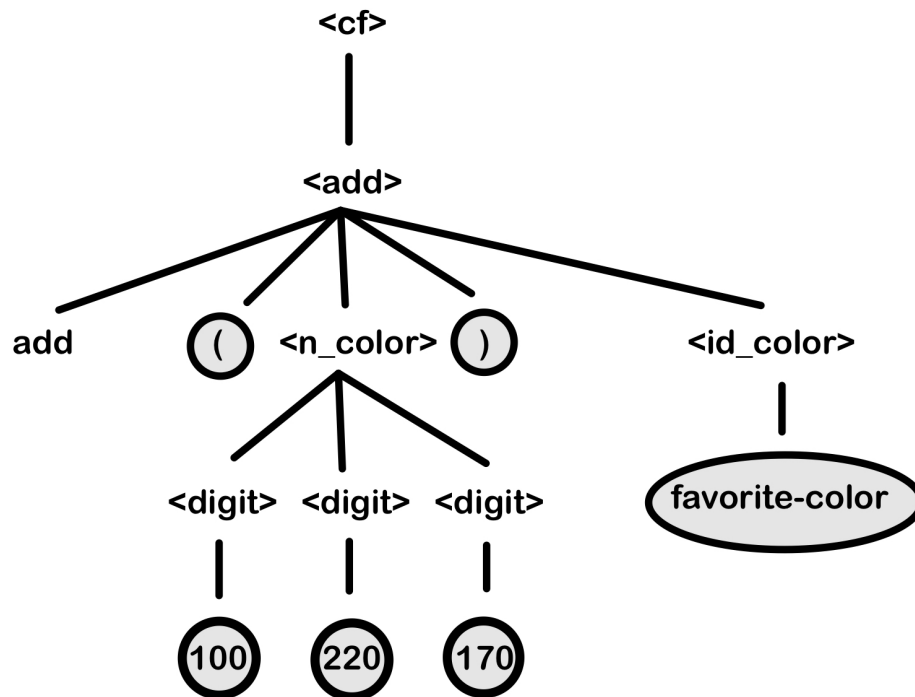 <cf>
<add>
add ( <n_color> ) <id_color>
<digit> <digit> <digit> favorite-color
100 220 170